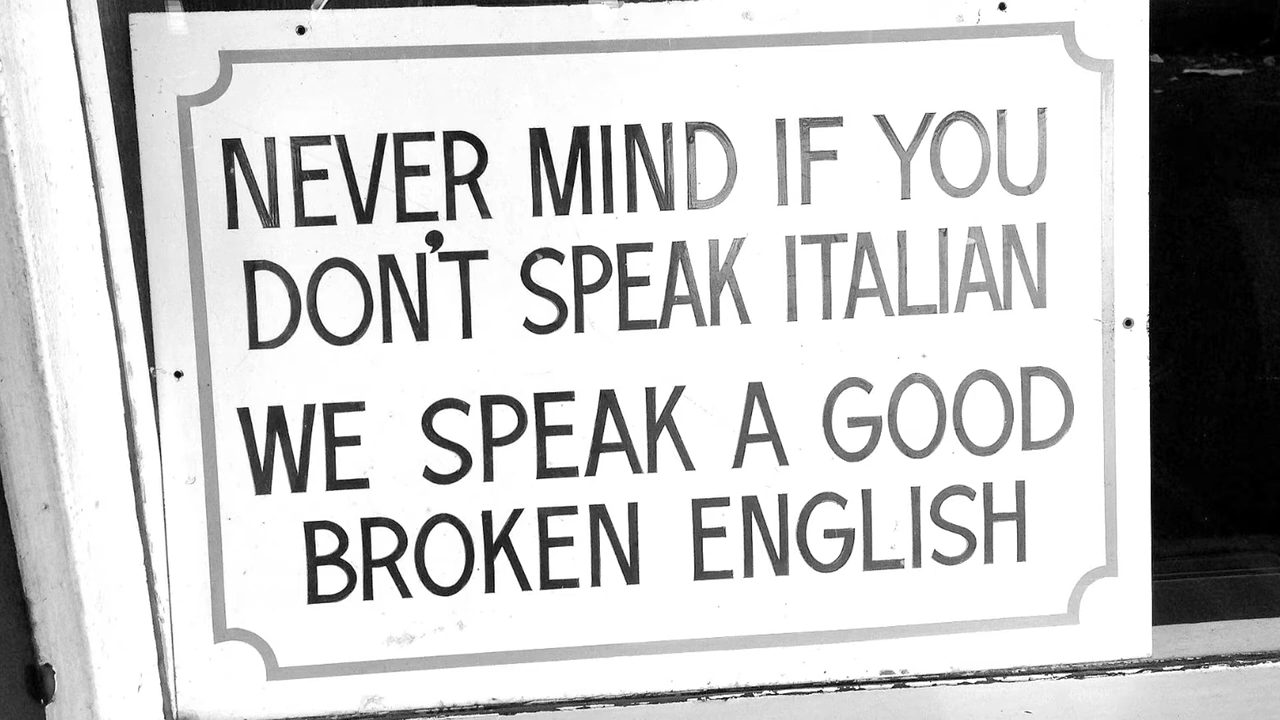 NEVER MIND IF YOU
DON'T SPEAK ITALIAN
WE SPEAK A GOOD
BROKEN ENGLISH